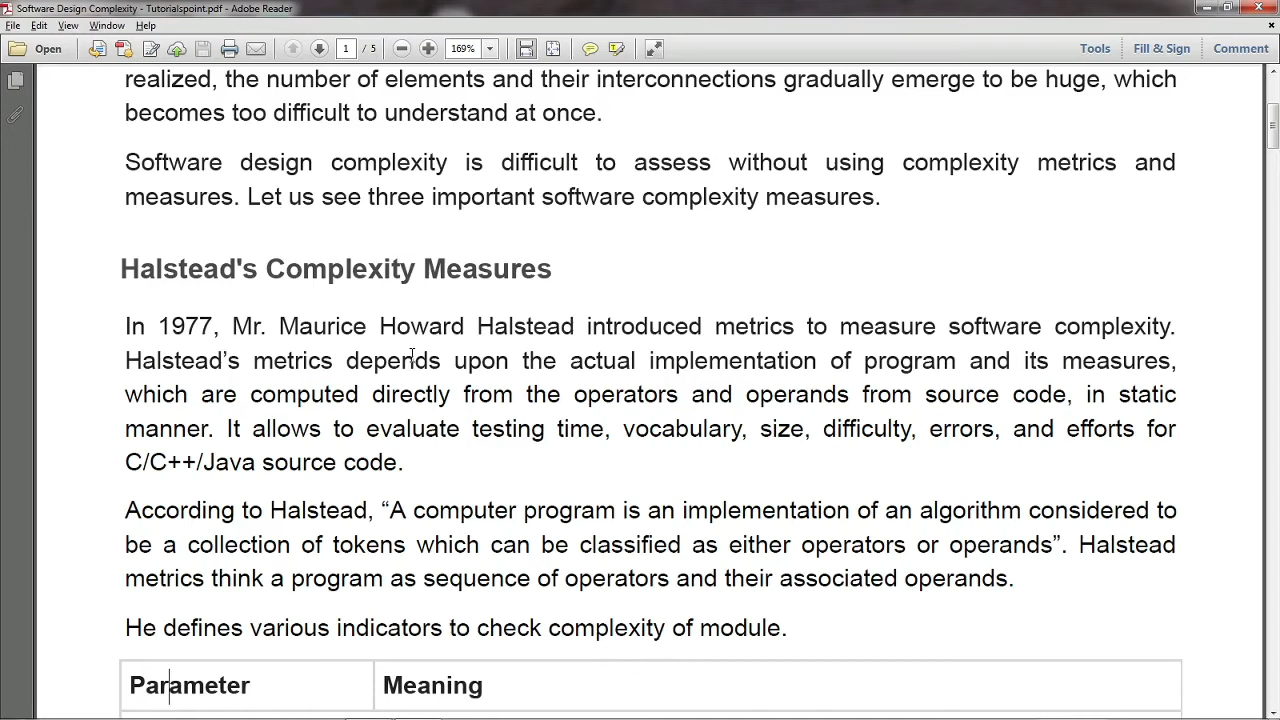 Software Design Complexity - Tutorialspoint.pdf - Adobe Reader
File Edit View Window Help
Open 1 / 5 169% Tools Fill & Sign Comment
realized, the number of elements and their interconnections gradually emerge to be huge, which
becomes too difficult to understand at once.
Software design complexity is difficult to assess without using complexity metrics and
measures. Let us see three important software complexity measures.
Halstead's Complexity Measures
In 1977, Mr. Maurice Howard Halstead introduced metrics to measure software complexity.
Halstead’s metrics depends upon the actual implementation of program and its measures,
which are computed directly from the operators and operands from source code, in static
manner. It allows to evaluate testing time, vocabulary, size, difficulty, errors, and efforts for
C/C++/Java source code.
According to Halstead, “A computer program is an implementation of an algorithm considered to
be a collection of tokens which can be classified as either operators or operands”. Halstead
metrics think a program as sequence of operators and their associated operands.
He defines various indicators to check complexity of module.
Parameter Meaning